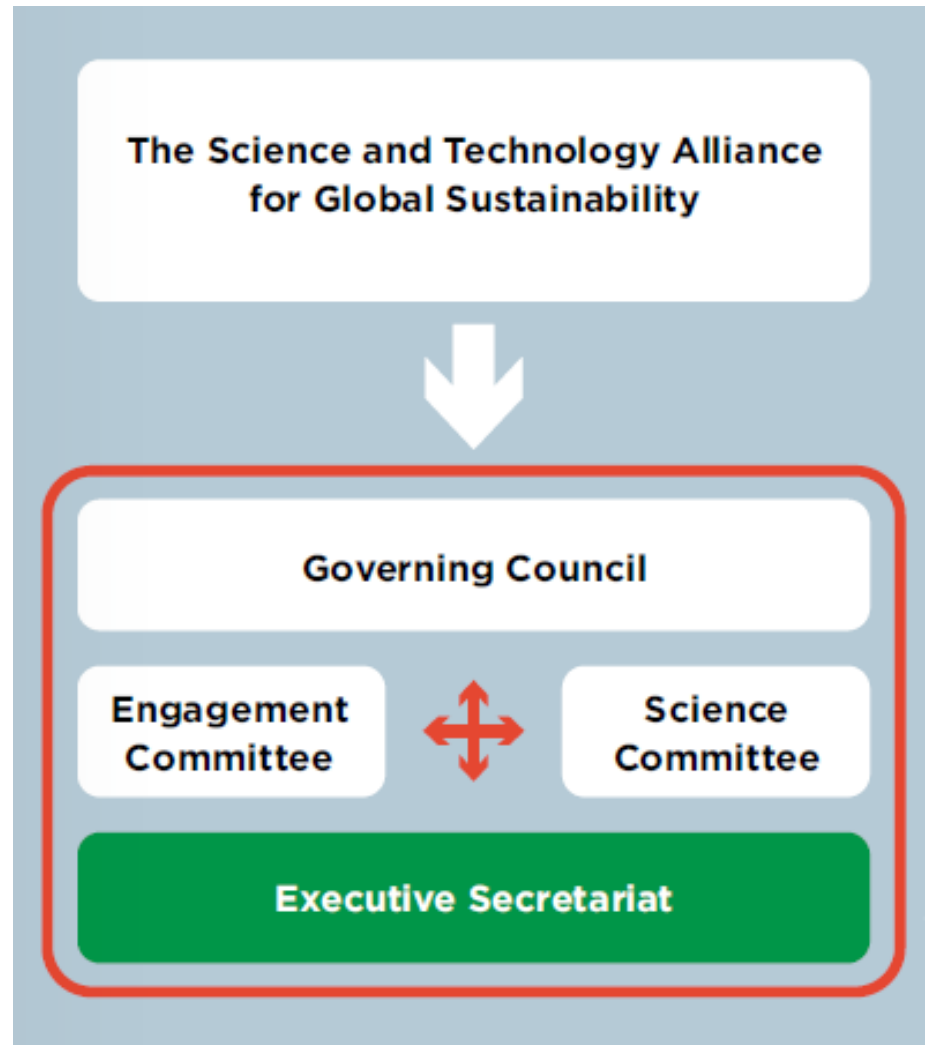 The Science and Technology Alliance
for Global Sustainability
Governing Council
Engagement
Committee
Science
Committee
Executive Secretariat